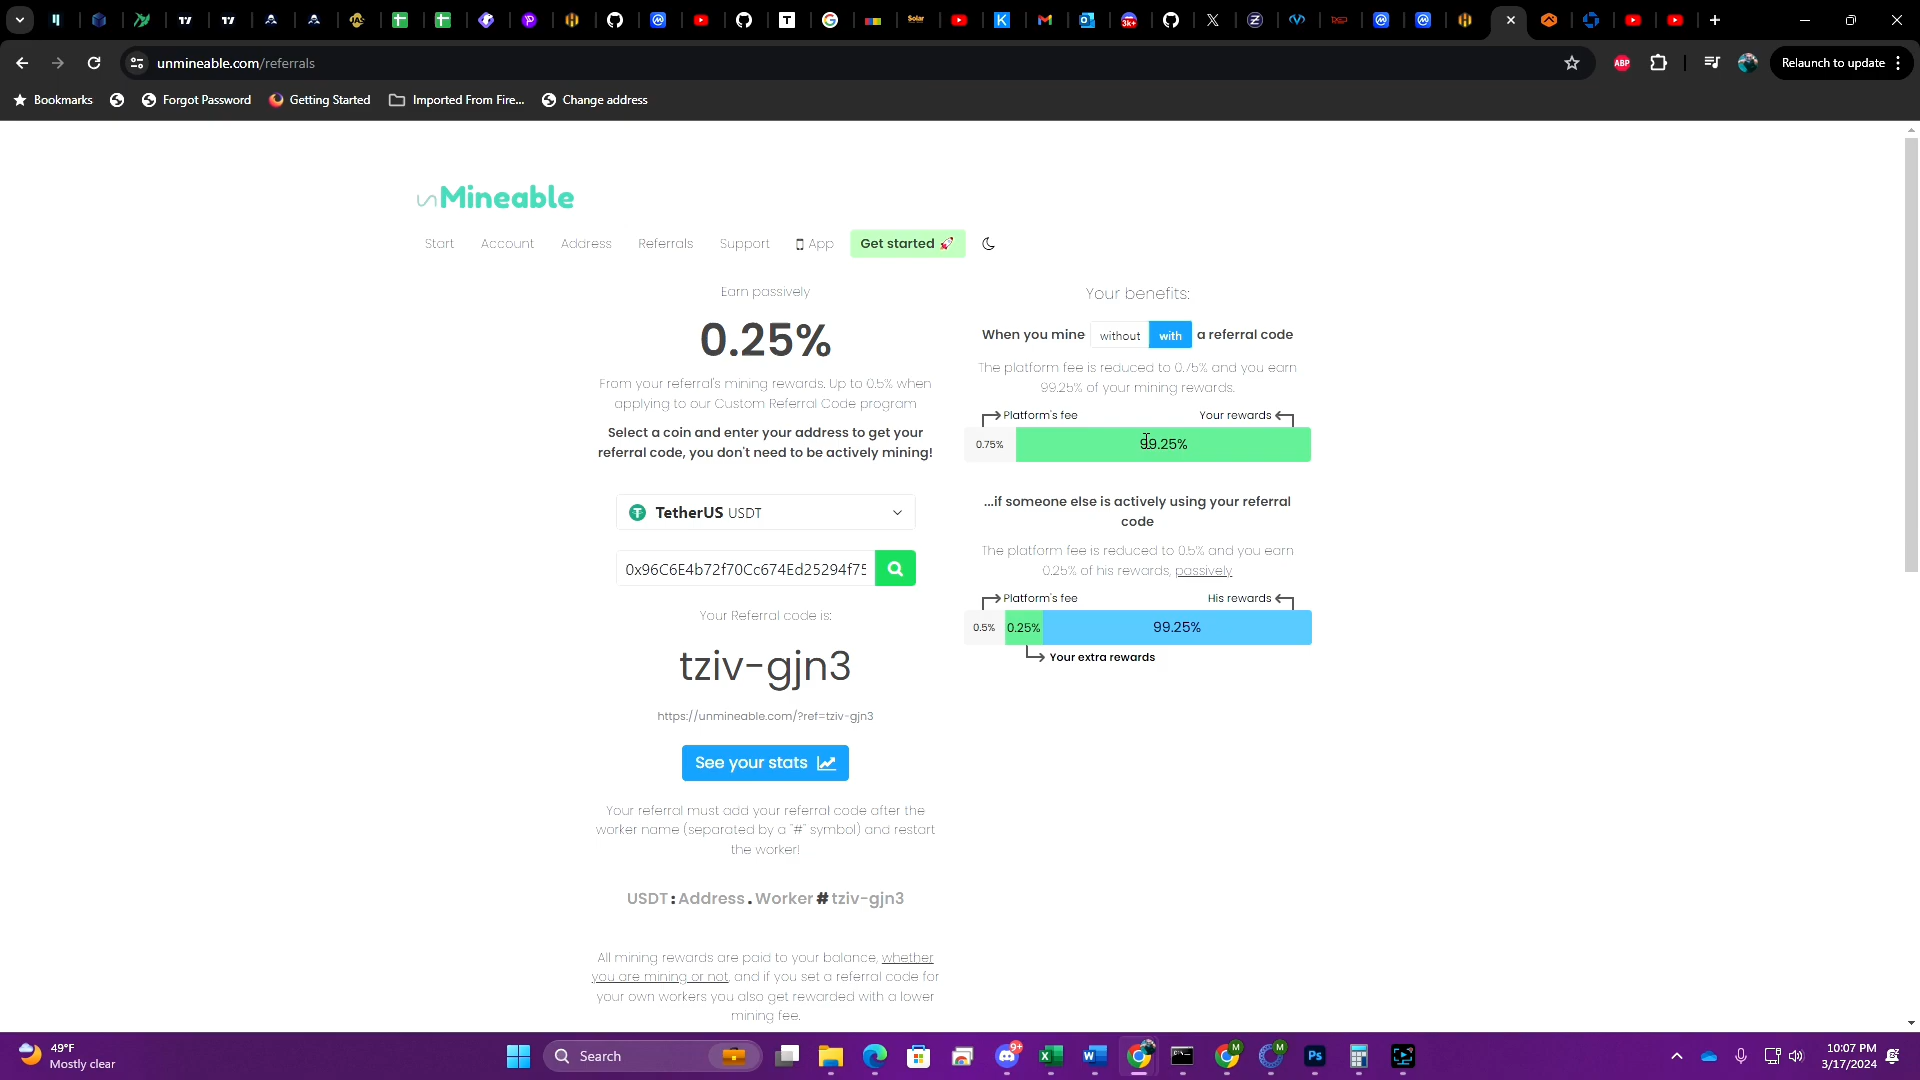 unmineable.com/referrals
Relaunch to update
Bookmarks
Forgot Password
Getting Started
Imported From Fire...
Change address
unMineable
Start
Account
Address
Referrals
Support
App
Get started 🚀
Earn passively
0.25%
From your referral's mining rewards. Up to 0.5% when
applying to our Custom Referral Code program
Select a coin and enter your address to get your
referral code, you don't need to be actively mining!
TetherUS USDT
0x96C6E4b72f70Cc674Ed25294f75
Your Referral code is:
tziv-gjn3
https://unmineable.com/?ref=tziv-gjn3
See your stats
Your referral must add your referral code after the
worker name (separated by a "#" symbol) and restart
the worker!
USDT:Address.Worker#tziv-gjn3
All mining rewards are paid to your balance, whether
you are mining or not, and if you set a referral code for
your own workers you also get rewarded with a lower
mining fee.
Your benefits:
When you mine without with a referral code
The platform fee is reduced to 0.75% and you earn
99.25% of your mining rewards.
Platform's fee
Your rewards
0.75%
99.25%
...if someone else is actively using your referral
code
The platform fee is reduced to 0.5% and you earn
0.25% of his rewards, passively
Platform's fee
His rewards
0.5%
0.25%
99.25%
Your extra rewards
49°F
Mostly clear
Search
10:07 PM
3/17/2024